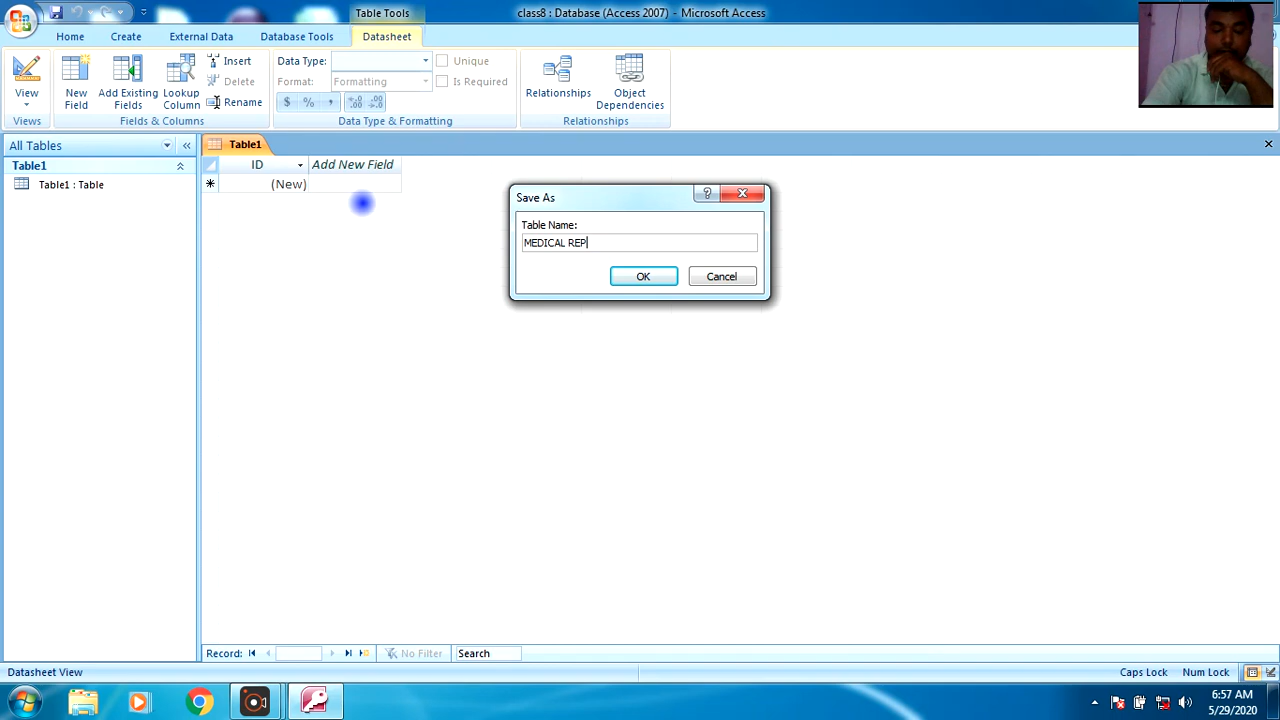 Table Tools
class8 : Database (Access 2007) - Microsoft Access
Home
Create
External Data
Database Tools
Datasheet
View
Views
New Field
Add Existing Fields
Lookup Column
Insert
Delete
Rename
Fields & Columns
Data Type:
Format: Formatting
$ % ,
Unique
Is Required
Data Type & Formatting
Relationships
Object Dependencies
Relationships
All Tables
Table1
Table1 : Table
Table1
ID
Add New Field
(New)
Save As
Table Name:
MEDICAL REP
OK
Cancel
Record:
No Filter
Search
Datasheet View
Caps Lock
Num Lock
6:57 AM
5/29/2020